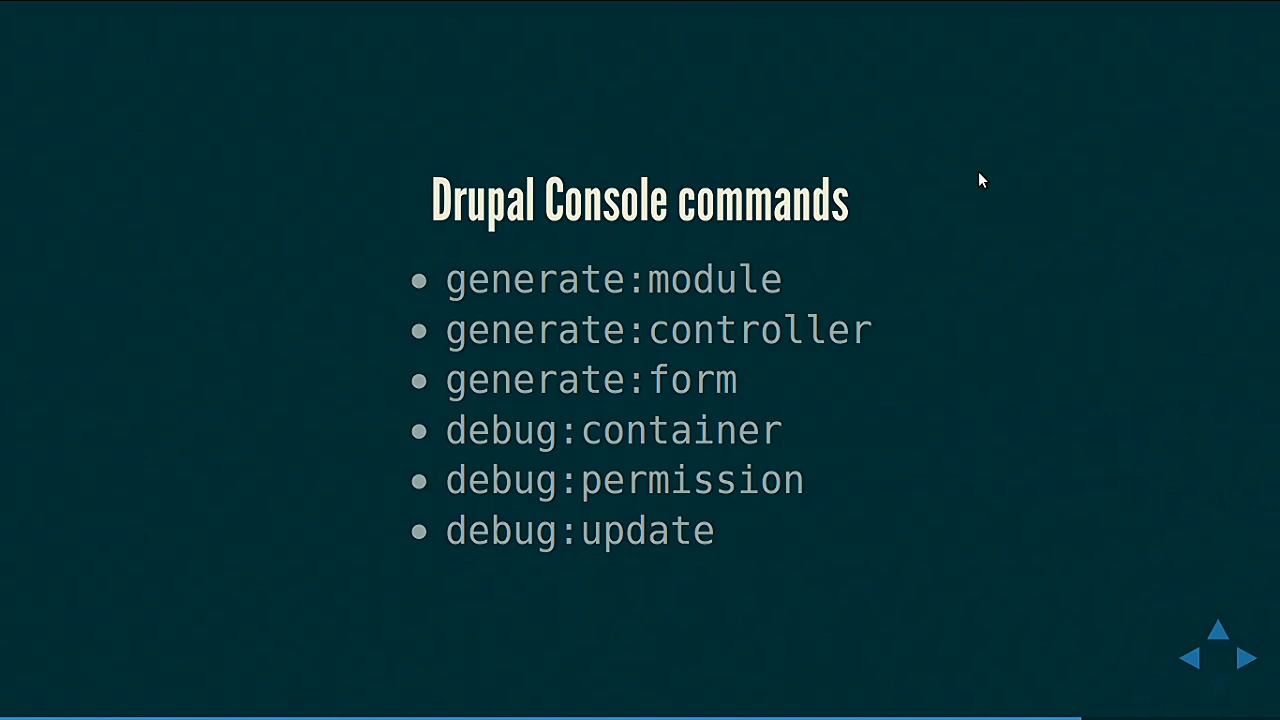 Drupal Console commands
generate:module
generate:controller
generate:form
debug:container
debug:permission
debug:update